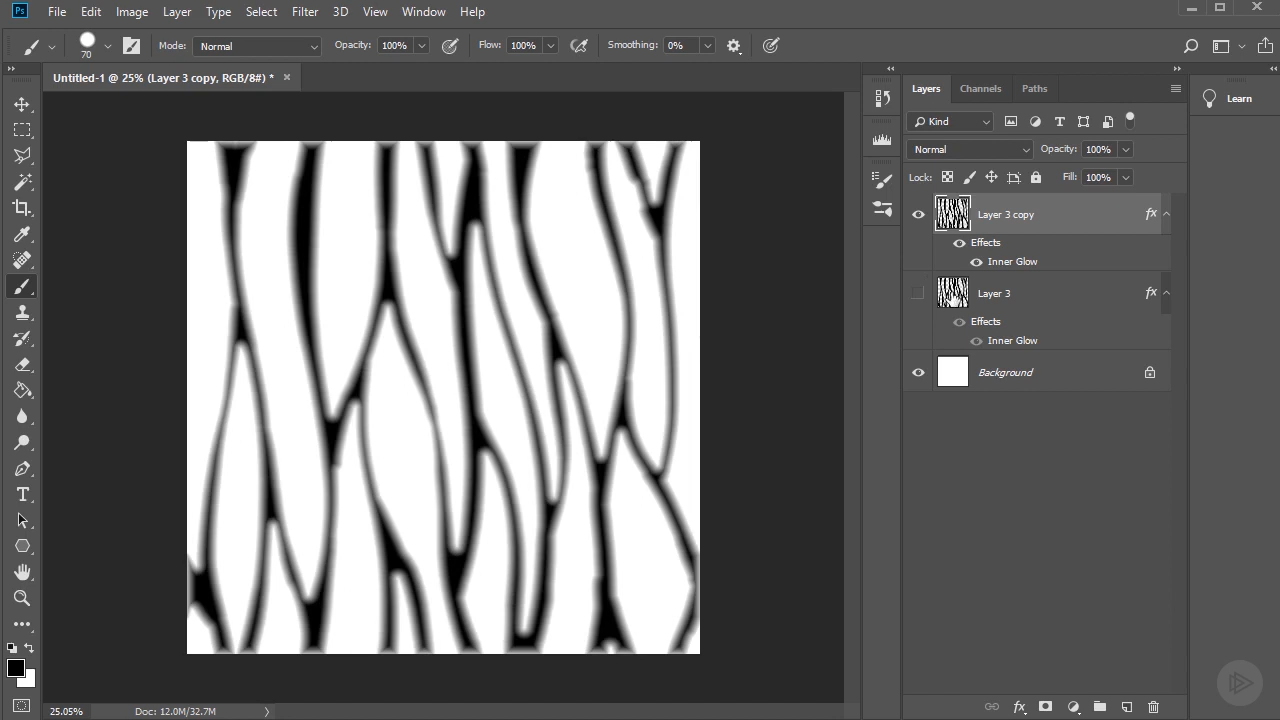 Ps File Edit Image Layer Type Select Filter 3D View Window Help
70 Mode: Normal Opacity: 100% Flow: 100% Smoothing: 0%
Untitled-1 @ 25% (Layer 3 copy, RGB/8#) * ×
Layers Channels Paths
Learn
Kind
Normal Opacity: 100%
Lock: Fill: 100%
Layer 3 copy fx
Effects
Inner Glow
Layer 3 fx
Effects
Inner Glow
Background
25.05% Doc: 12.0M/32.7M
fx